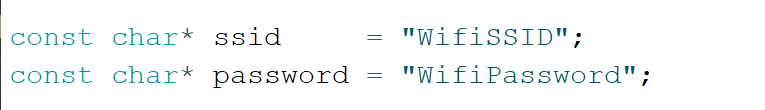 const char* ssid     = "WifiSSID";
const char* password = "WifiPassword";